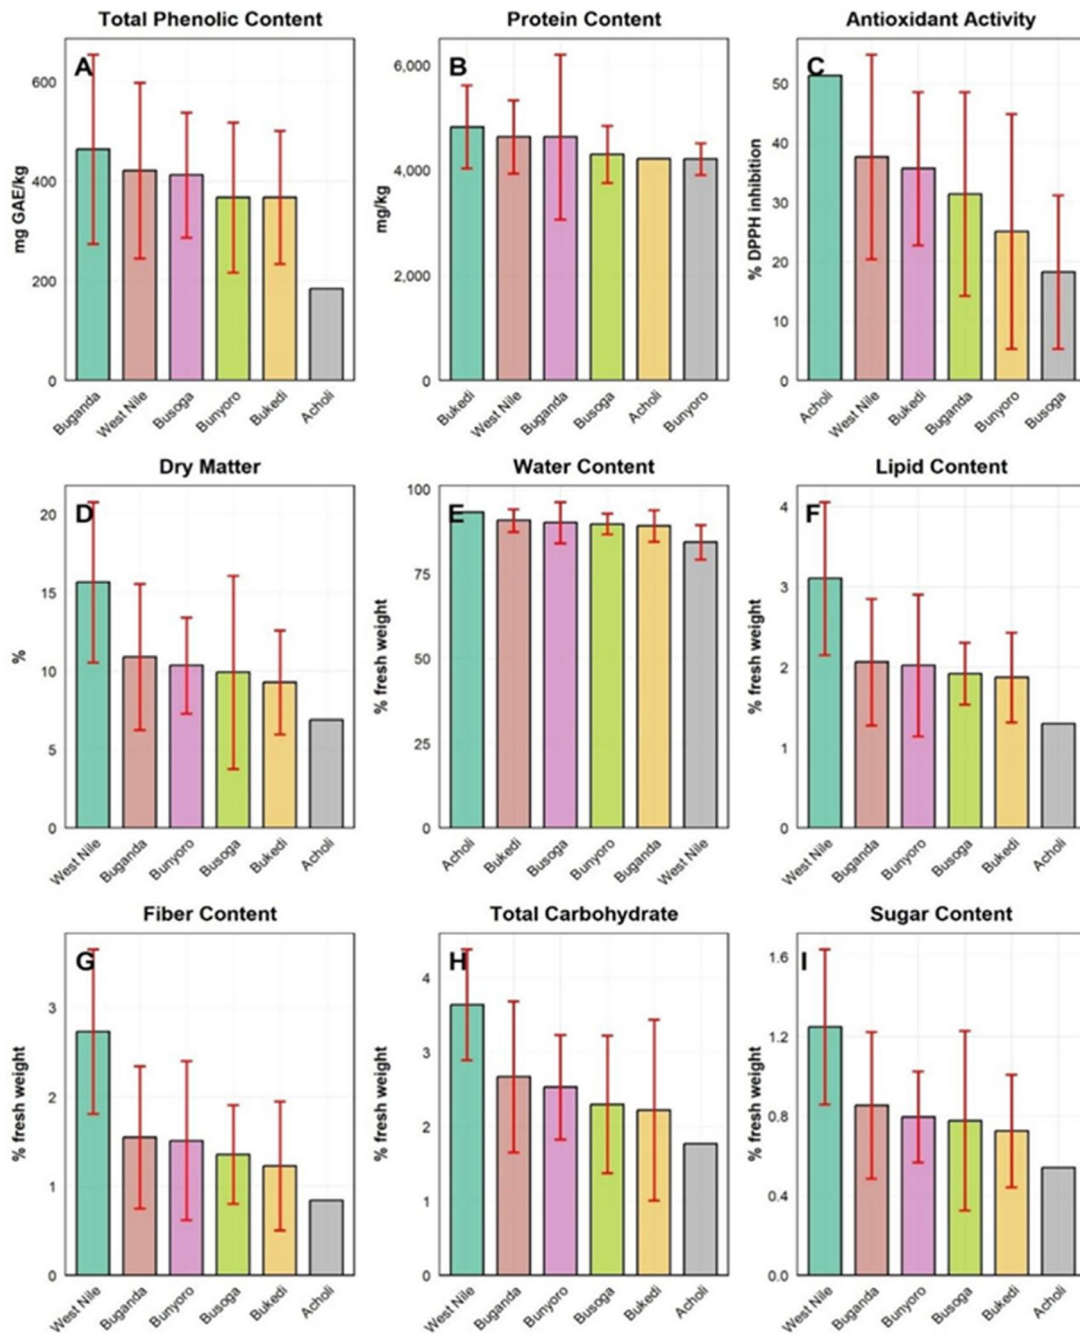 Total Phenolic Content
A
mg GAE/kg
600
400
200
0
Buganda
West Nile
Busoga
Bunyoro
Bukedi
Acholi
Protein Content
B
mg/kg
6,000
4,000
2,000
0
Bukedi
West Nile
Buganda
Busoga
Acholi
Bunyoro
Antioxidant Activity
C
% DPPH inhibition
50
40
30
20
10
0
Acholi
West Nile
Bukedi
Buganda
Bunyoro
Busoga
Dry Matter
D
%
20
15
10
5
0
West Nile
Buganda
Bunyoro
Busoga
Bukedi
Acholi
Water Content
E
% fresh weight
100
75
50
25
0
Acholi
Bukedi
Busoga
Bunyoro
Buganda
West Nile
Lipid Content
F
% fresh weight
4
3
2
1
0
West Nile
Buganda
Bunyoro
Busoga
Bukedi
Acholi
Fiber Content
G
% fresh weight
3
2
1
0
West Nile
Buganda
Bunyoro
Busoga
Bukedi
Acholi
Total Carbohydrate
H
% fresh weight
4
3
2
1
0
West Nile
Buganda
Bunyoro
Busoga
Bukedi
Acholi
Sugar Content
I
% fresh weight
1.6
1.2
0.8
0.4
0.0
West Nile
Buganda
Bunyoro
Busoga
Bukedi
Acholi